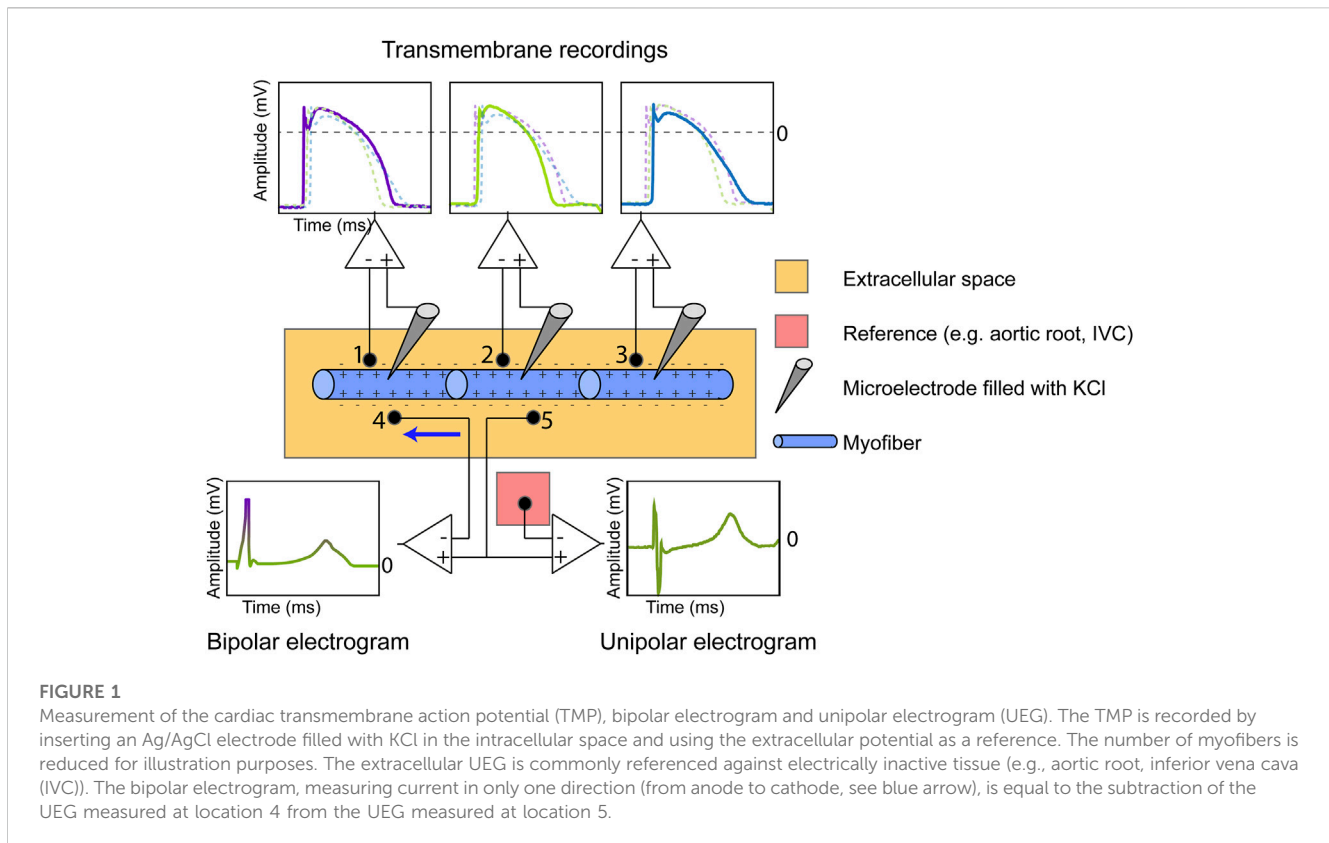 Transmembrane recordings
Amplitude (mV)
0
Time (ms)
- +
- +
- +
Extracellular space
Reference (e.g. aortic root, IVC)
Microelectrode filled with KCl
Myofiber
1
2
3
4
5
Amplitude (mV)
0
Time (ms)
-
+
-
+
Amplitude (mV)
0
Time (ms)
Bipolar electrogram
Unipolar electrogram
FIGURE 1
Measurement of the cardiac transmembrane action potential (TMP), bipolar electrogram and unipolar electrogram (UEG). The TMP is recorded by
inserting an Ag/AgCl electrode filled with KCl in the intracellular space and using the extracellular potential as a reference. The number of myofibers is
reduced for illustration purposes. The extracellular UEG is commonly referenced against electrically inactive tissue (e.g., aortic root, inferior vena cava
(IVC)). The bipolar electrogram, measuring current in only one direction (from anode to cathode, see blue arrow), is equal to the subtraction of the
UEG measured at location 4 from the UEG measured at location 5.